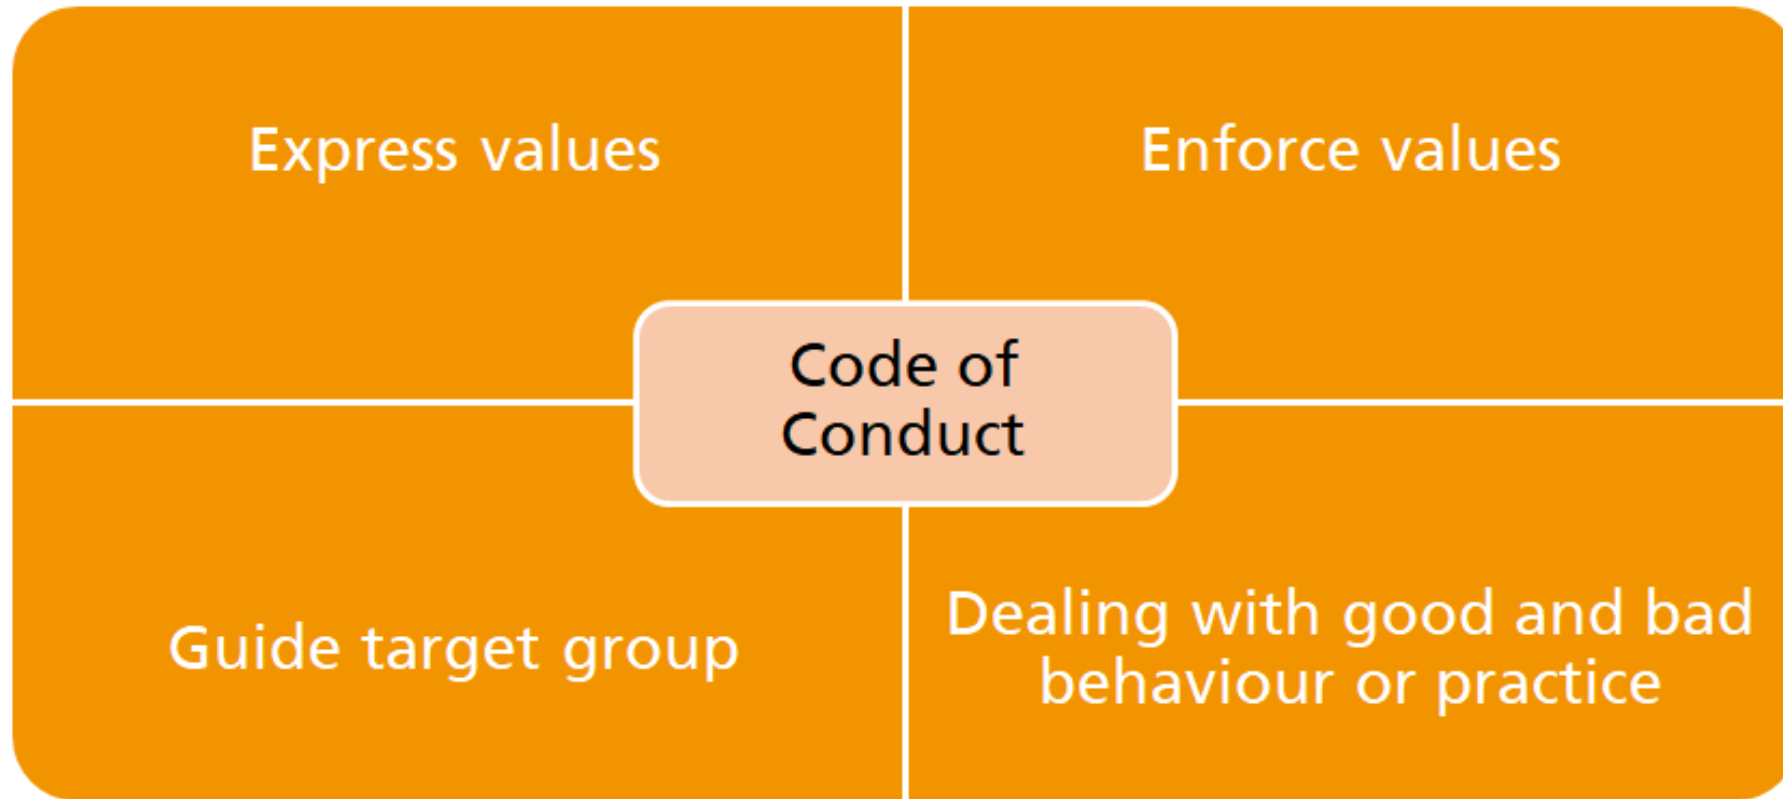 Express values
Enforce values
Code of
Conduct
Guide target group
Dealing with good and bad
behaviour or practice